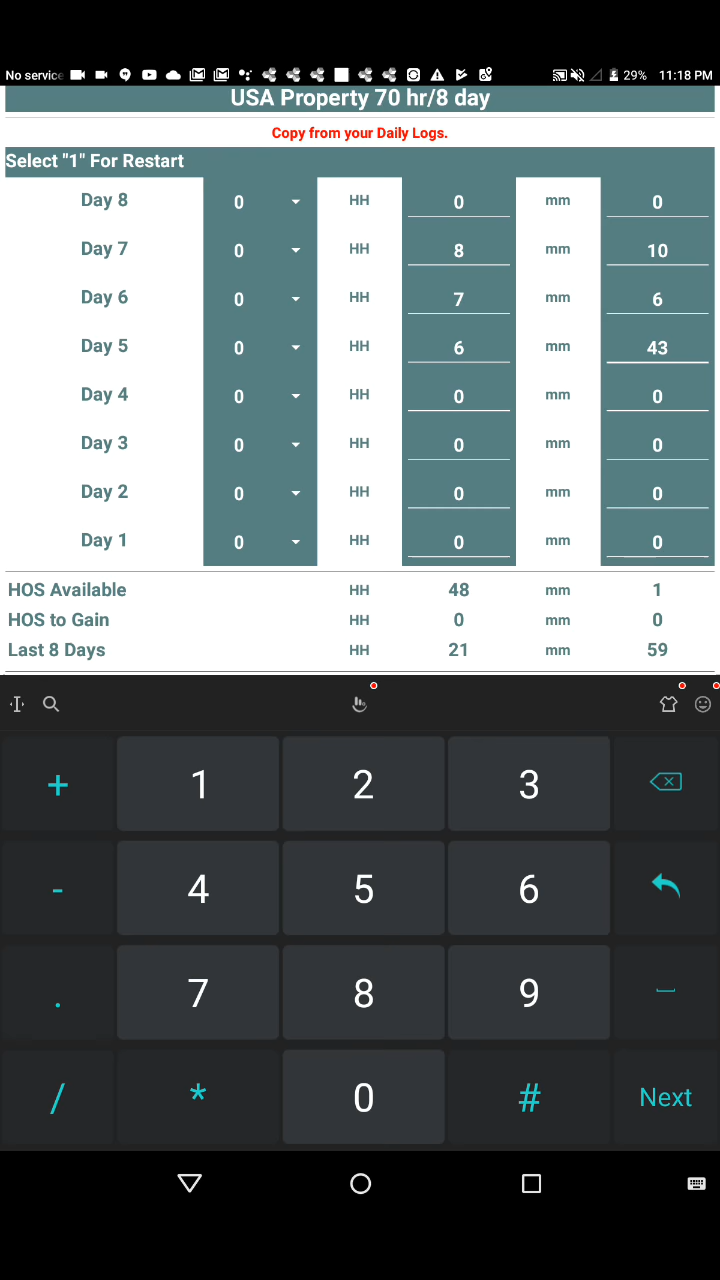 No service 29% 11:18 PM
USA Property 70 hr/8 day
Copy from your Daily Logs.
Select "1" For Restart
Day 8 0 HH 0 mm 0
Day 7 0 HH 8 mm 10
Day 6 0 HH 7 mm 6
Day 5 0 HH 6 mm 43
Day 4 0 HH 0 mm 0
Day 3 0 HH 0 mm 0
Day 2 0 HH 0 mm 0
Day 1 0 HH 0 mm 0
HOS Available HH 48 mm 1
HOS to Gain HH 0 mm 0
Last 8 Days HH 21 mm 59
+ 1 2 3
- 4 5 6
. 7 8 9
/ * 0 # Next